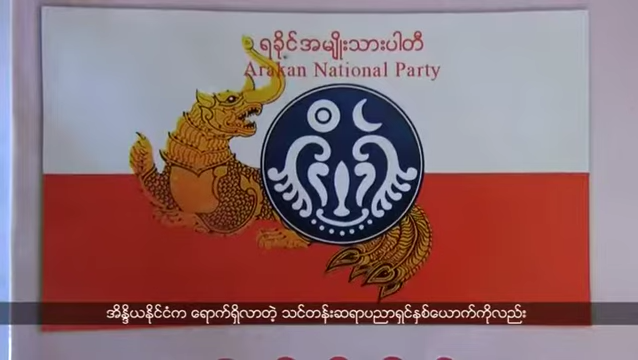 ရခိုင်အမျိုးသားပါတီ
Arakan National Party
အိန္ဒိယနိုင်ငံက ရောက်ရှိလာတဲ့ သင်တန်းဆရာပညာရှင်နှစ်ယောက်ကိုလည်း